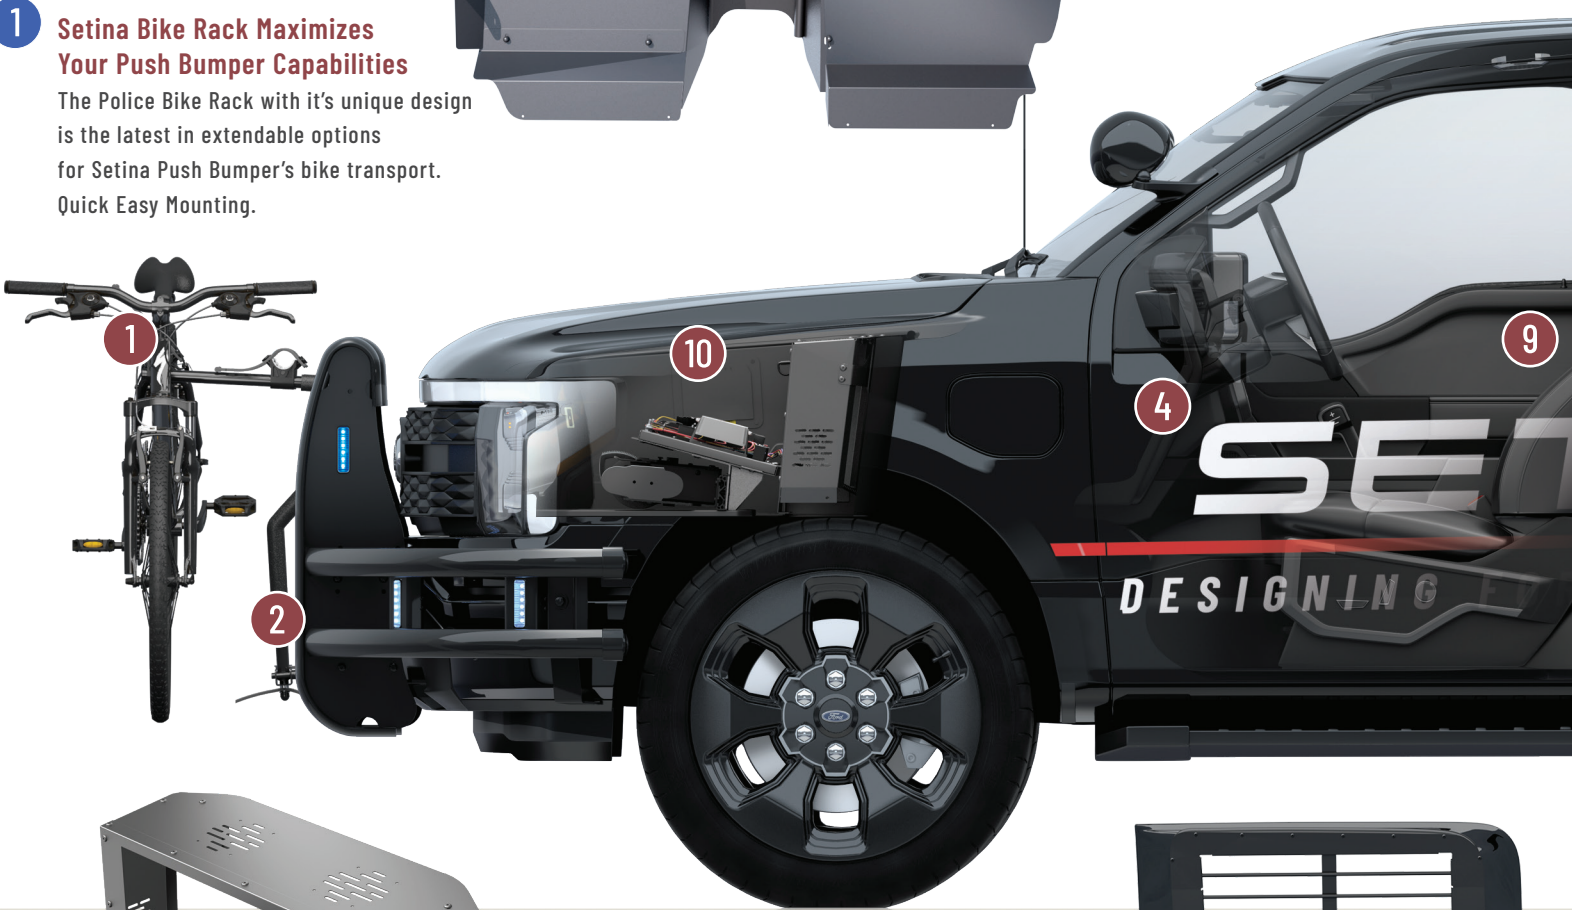 1
Setina Bike Rack Maximizes
Your Push Bumper Capabilities
The Police Bike Rack with it's unique design
is the latest in extendable options
for Setina Push Bumper's bike transport.
Quick Easy Mounting.
1
10
9
4
SET
2
DESIGNING
Ford